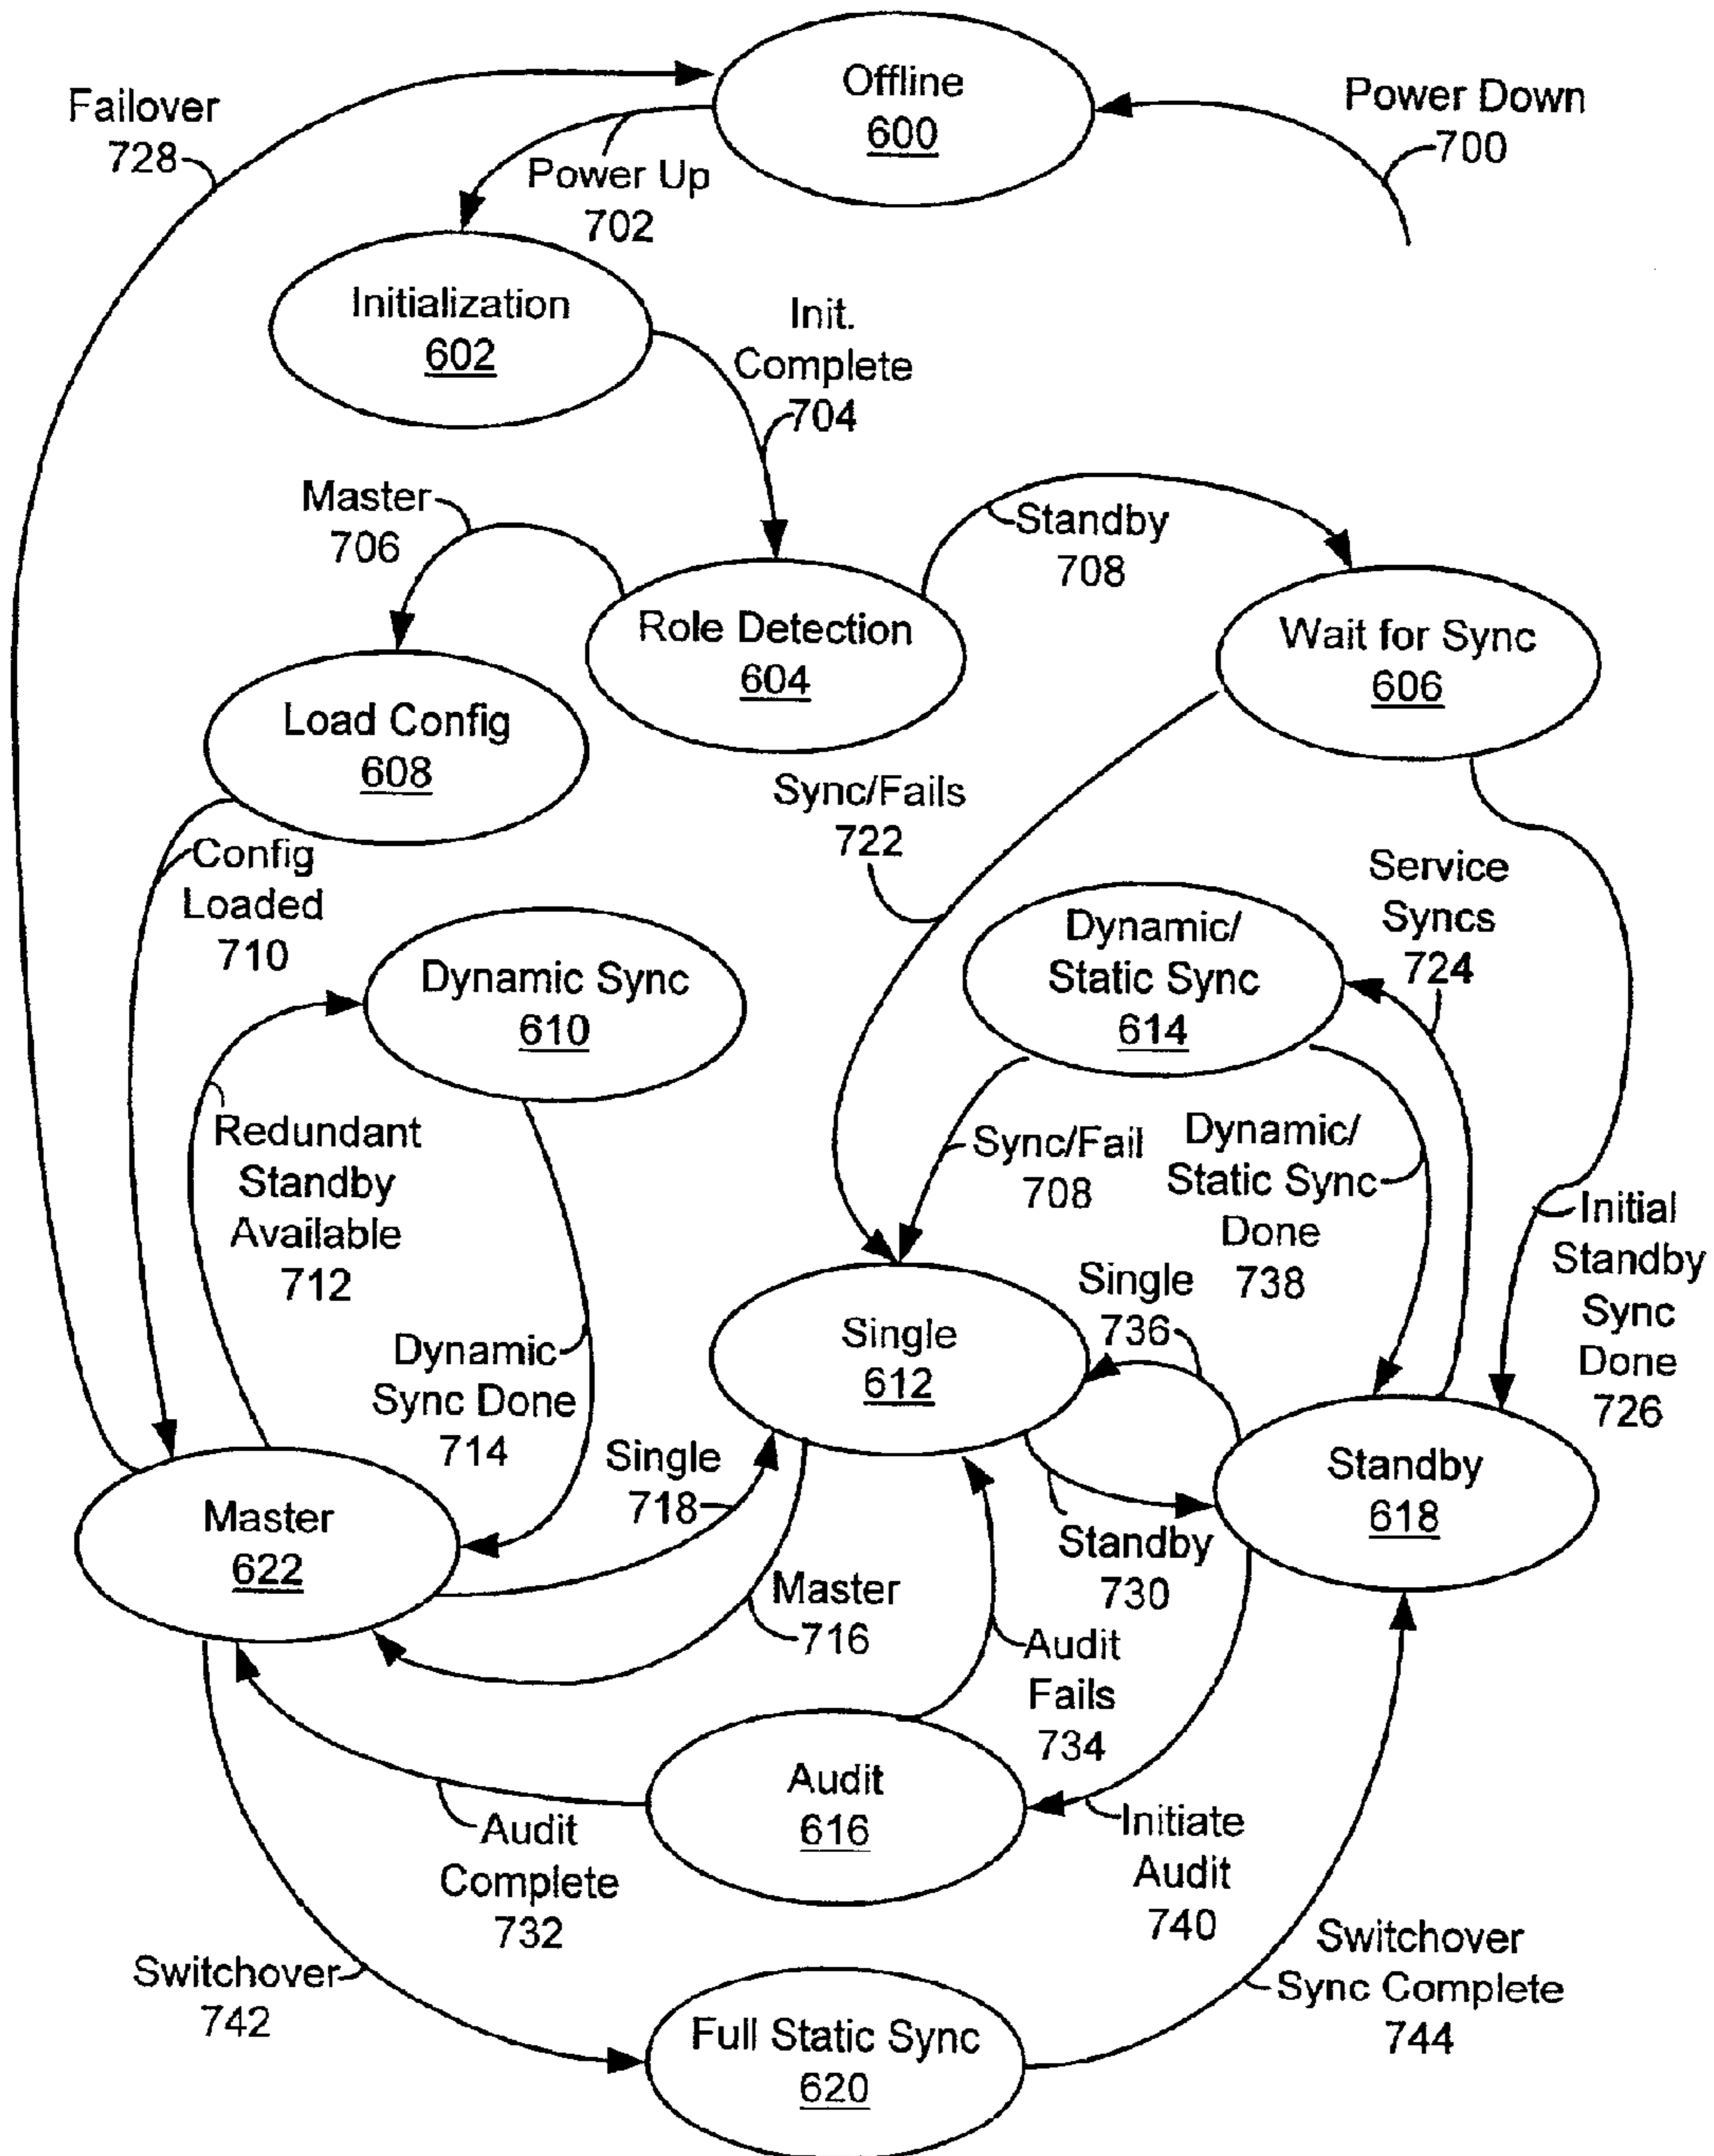 Offline
600
Power Down
700
Failover
728
Power Up
702
Initialization
602
Init.
Complete
704
Master
706
Standby
708
Role Detection
604
Wait for Sync
606
Load Config
608
Sync/Fails
722
Config
Loaded
710
Service
Syncs
724
Dynamic Sync
610
Dynamic/
Static Sync
614
Redundant
Standby
Available
712
Sync/Fail
708
Dynamic/
Static Sync
Done
738
Initial
Standby
Sync
Done
726
Single
736
Single
612
Dynamic
Sync Done
714
Single
718
Standby
618
Master
622
Standby
730
Master
716
Audit
Fails
734
Audit
616
Initiate
Audit
740
Audit
Complete
732
Switchover
742
Switchover
Sync Complete
744
Full Static Sync
620